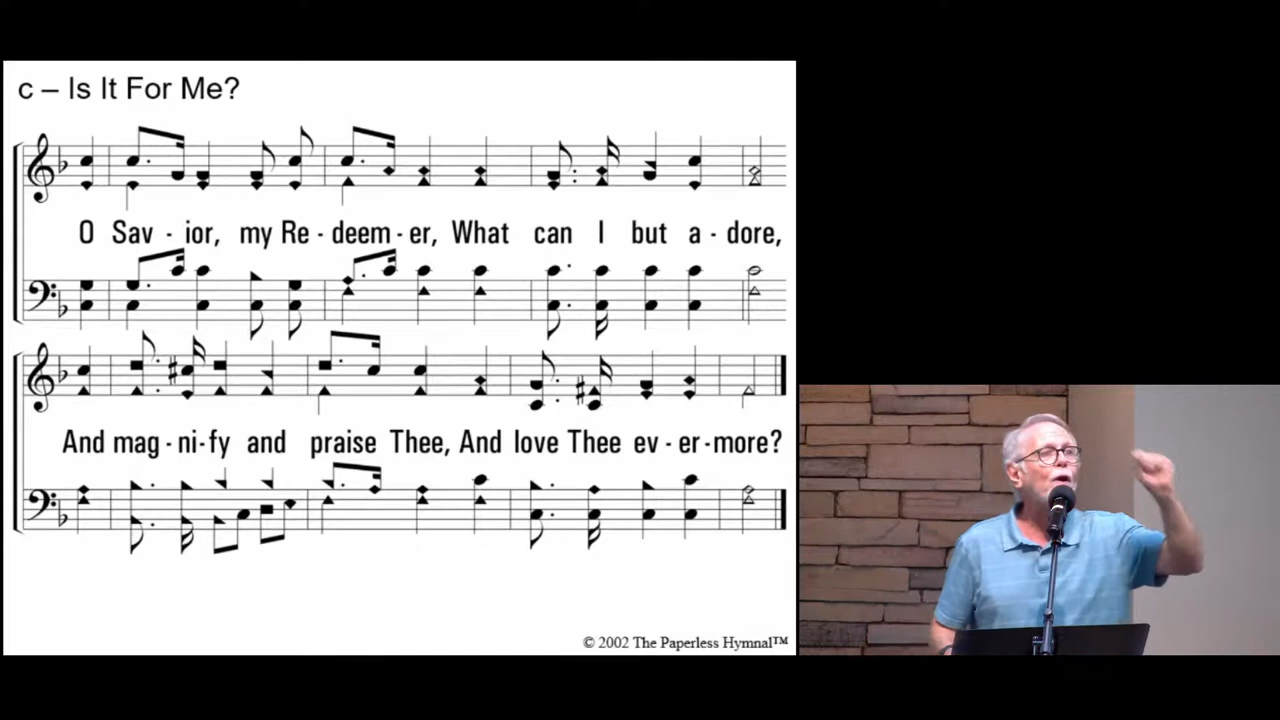 c – Is It For Me?
O Sav - ior, my Re - deem - er, What can I but a - dore,
And mag - ni - fy and praise Thee, And love Thee ev - er - more?
© 2002 The Paperless Hymnal™